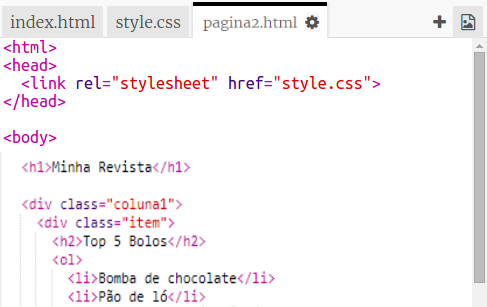 index.html style.css pagina2.html
<html>
<head>
<link rel="stylesheet" href="style.css">
</head>
<body>
<h1>Minha Revista</h1>
<div class="coluna1">
<div class="item">
<h2>Top 5 Bolos</h2>
<ol>
<li>Bomba de chocolate</li>
<li>Pão de ló</li>